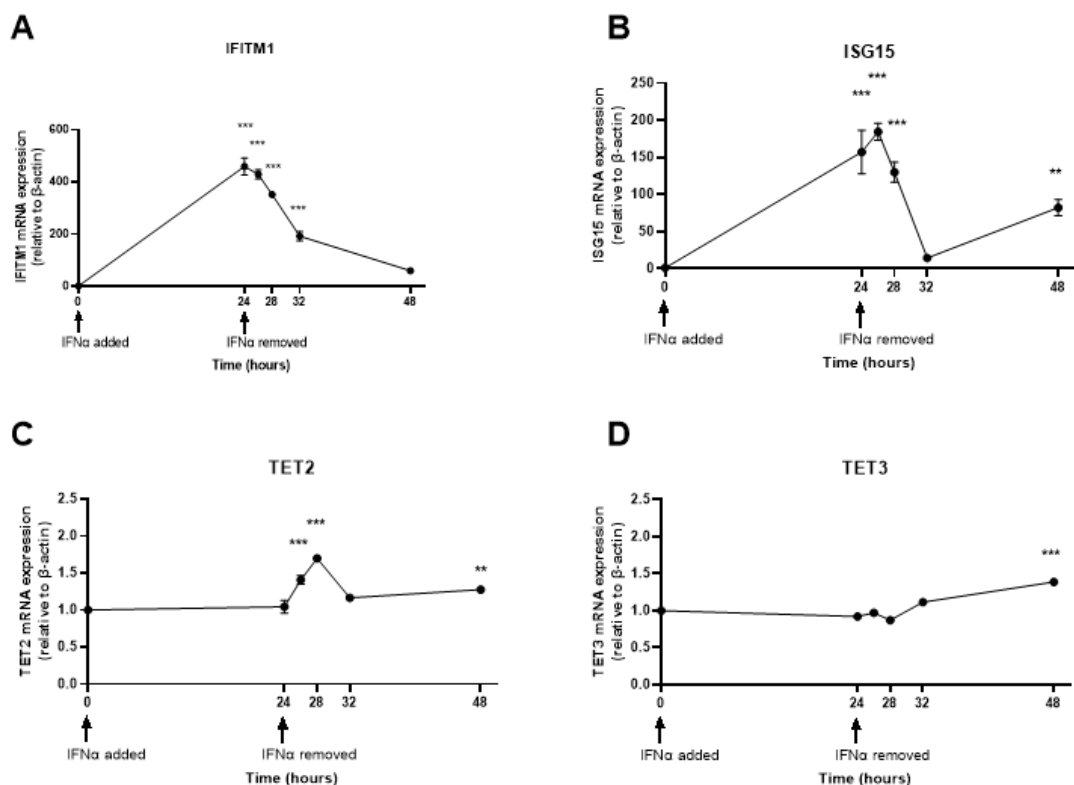 A
IFITM1
IFITM1 mRNA expression
(relative to β-actin)
600
400
200
0
***
***
***
***
0
24
28
32
48
IFNα added
IFNα removed
Time (hours)
B
ISG15
ISG15 mRNA expression
(relative to β-actin)
250
200
150
100
50
0
***
***
***
**
0
24
28
32
48
IFNα added
IFNα removed
Time (hours)
C
TET2
TET2 mRNA expression
(relative to β-actin)
2.5
2.0
1.5
1.0
0.5
0.0
***
***
**
0
24
28
32
48
IFNα added
IFNα removed
Time (hours)
D
TET3
TET3 mRNA expression
(relative to β-actin)
2.5
2.0
1.5
1.0
0.5
0.0
***
0
24
28
32
48
IFNα added
IFNα removed
Time (hours)